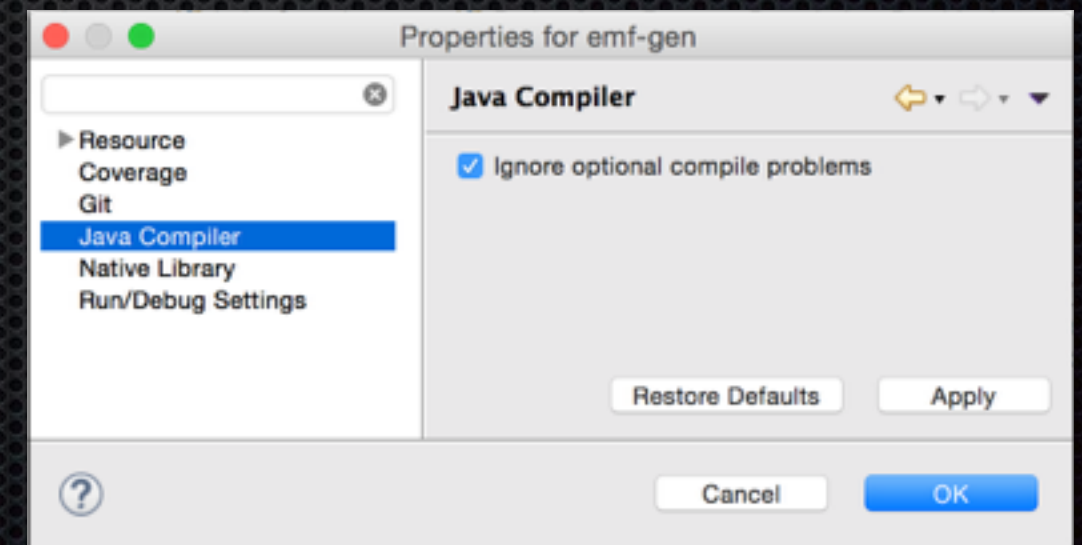 Properties for emf-gen
Resource
Coverage
Git
Java Compiler
Native Library
Run/Debug Settings
Java Compiler
Ignore optional compile problems
Restore Defaults
Apply
?
Cancel
OK